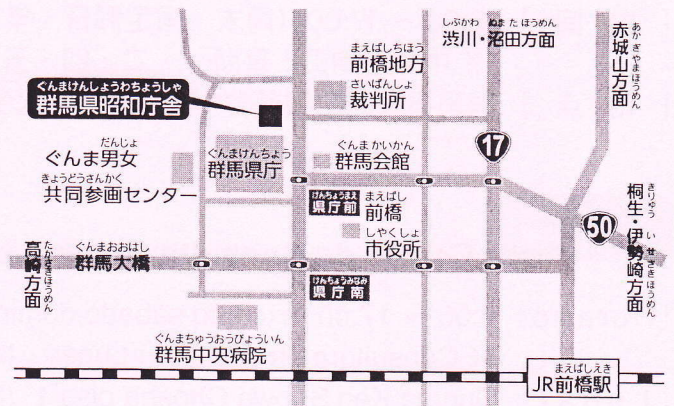 しぶかわ ぬまたほうめん
渋川・沼田方面
あかぎやまほうめん
赤城山方面
まえばしちほう
前橋地方
さいばんしょ
裁判所
ぐんまけんしょうわちょうしゃ
群馬県昭和庁舎
17
だんじょ
ぐんま男女
きょうどうさんかく
共同参画センター
ぐんまけんちょう
群馬県庁
ぐんまかいかん
群馬会館
けんちょうまえ
県庁前
まえばし
前橋
しやくしょ
市役所
50
きりゅう いせさきほうめん
桐生・伊勢崎方面
たかさきほうめん
高崎方面
ぐんまおおはし
群馬大橋
けんちょうみなみ
県庁南
ぐんまちゅうおうびょういん
群馬中央病院
まえばしえき
JR前橋駅